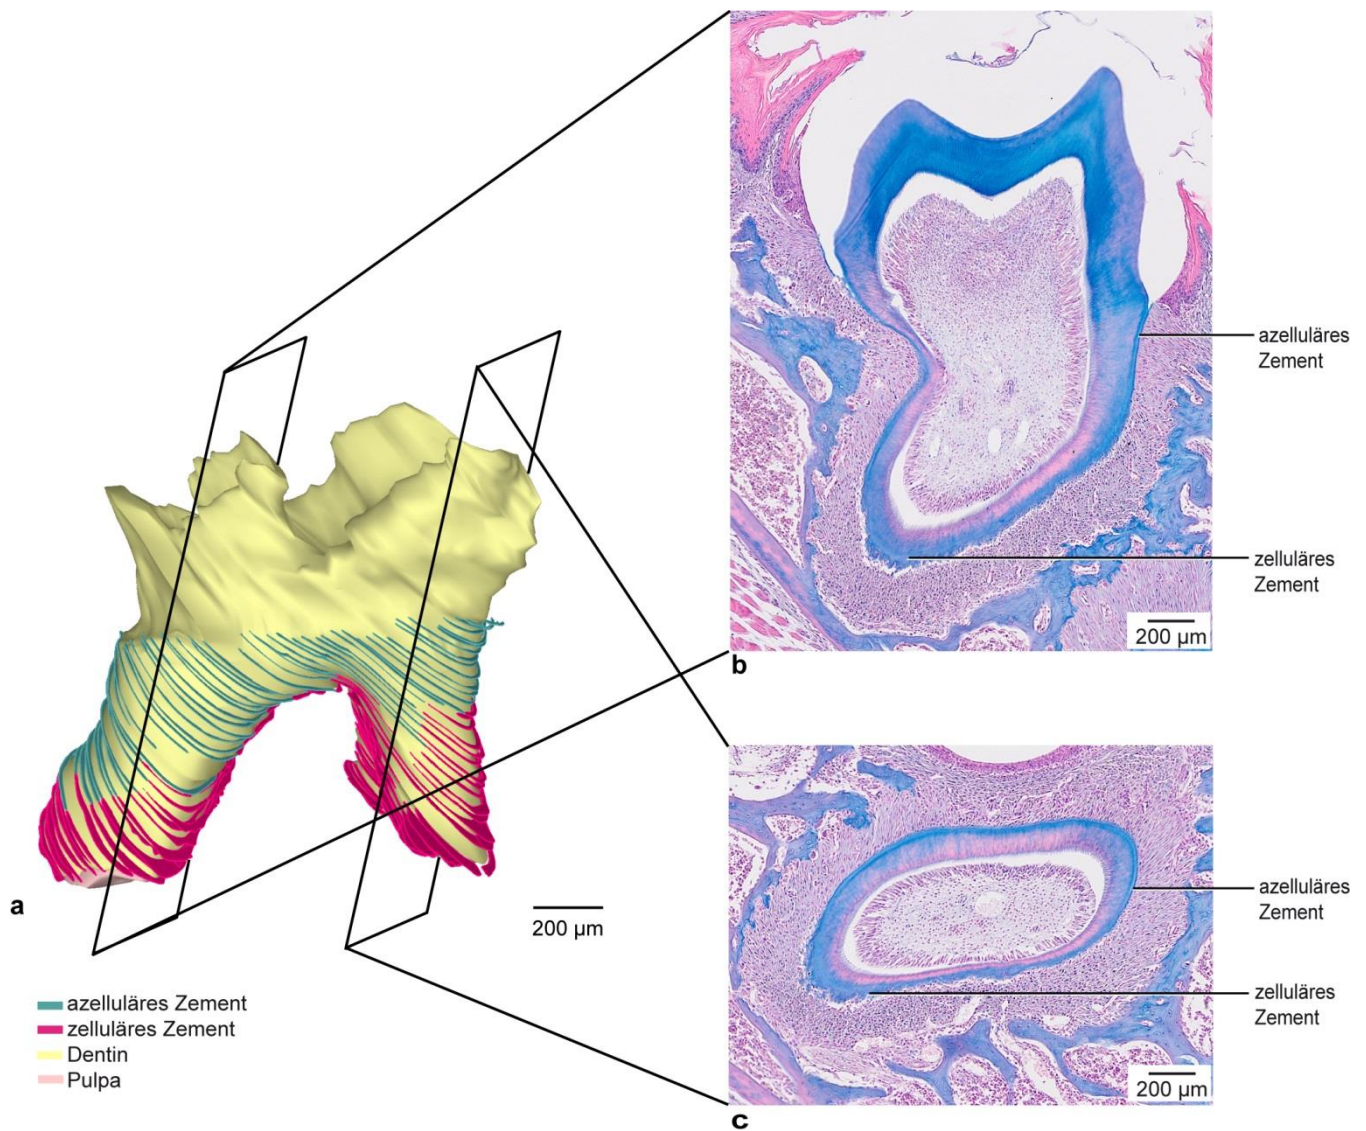 azelluläres
Zement
zelluläres
Zement
200 µm
b
a
200 µm
azelluläres Zement
zelluläres Zement
Dentin
Pulpa
azelluläres
Zement
zelluläres
Zement
200 µm
c